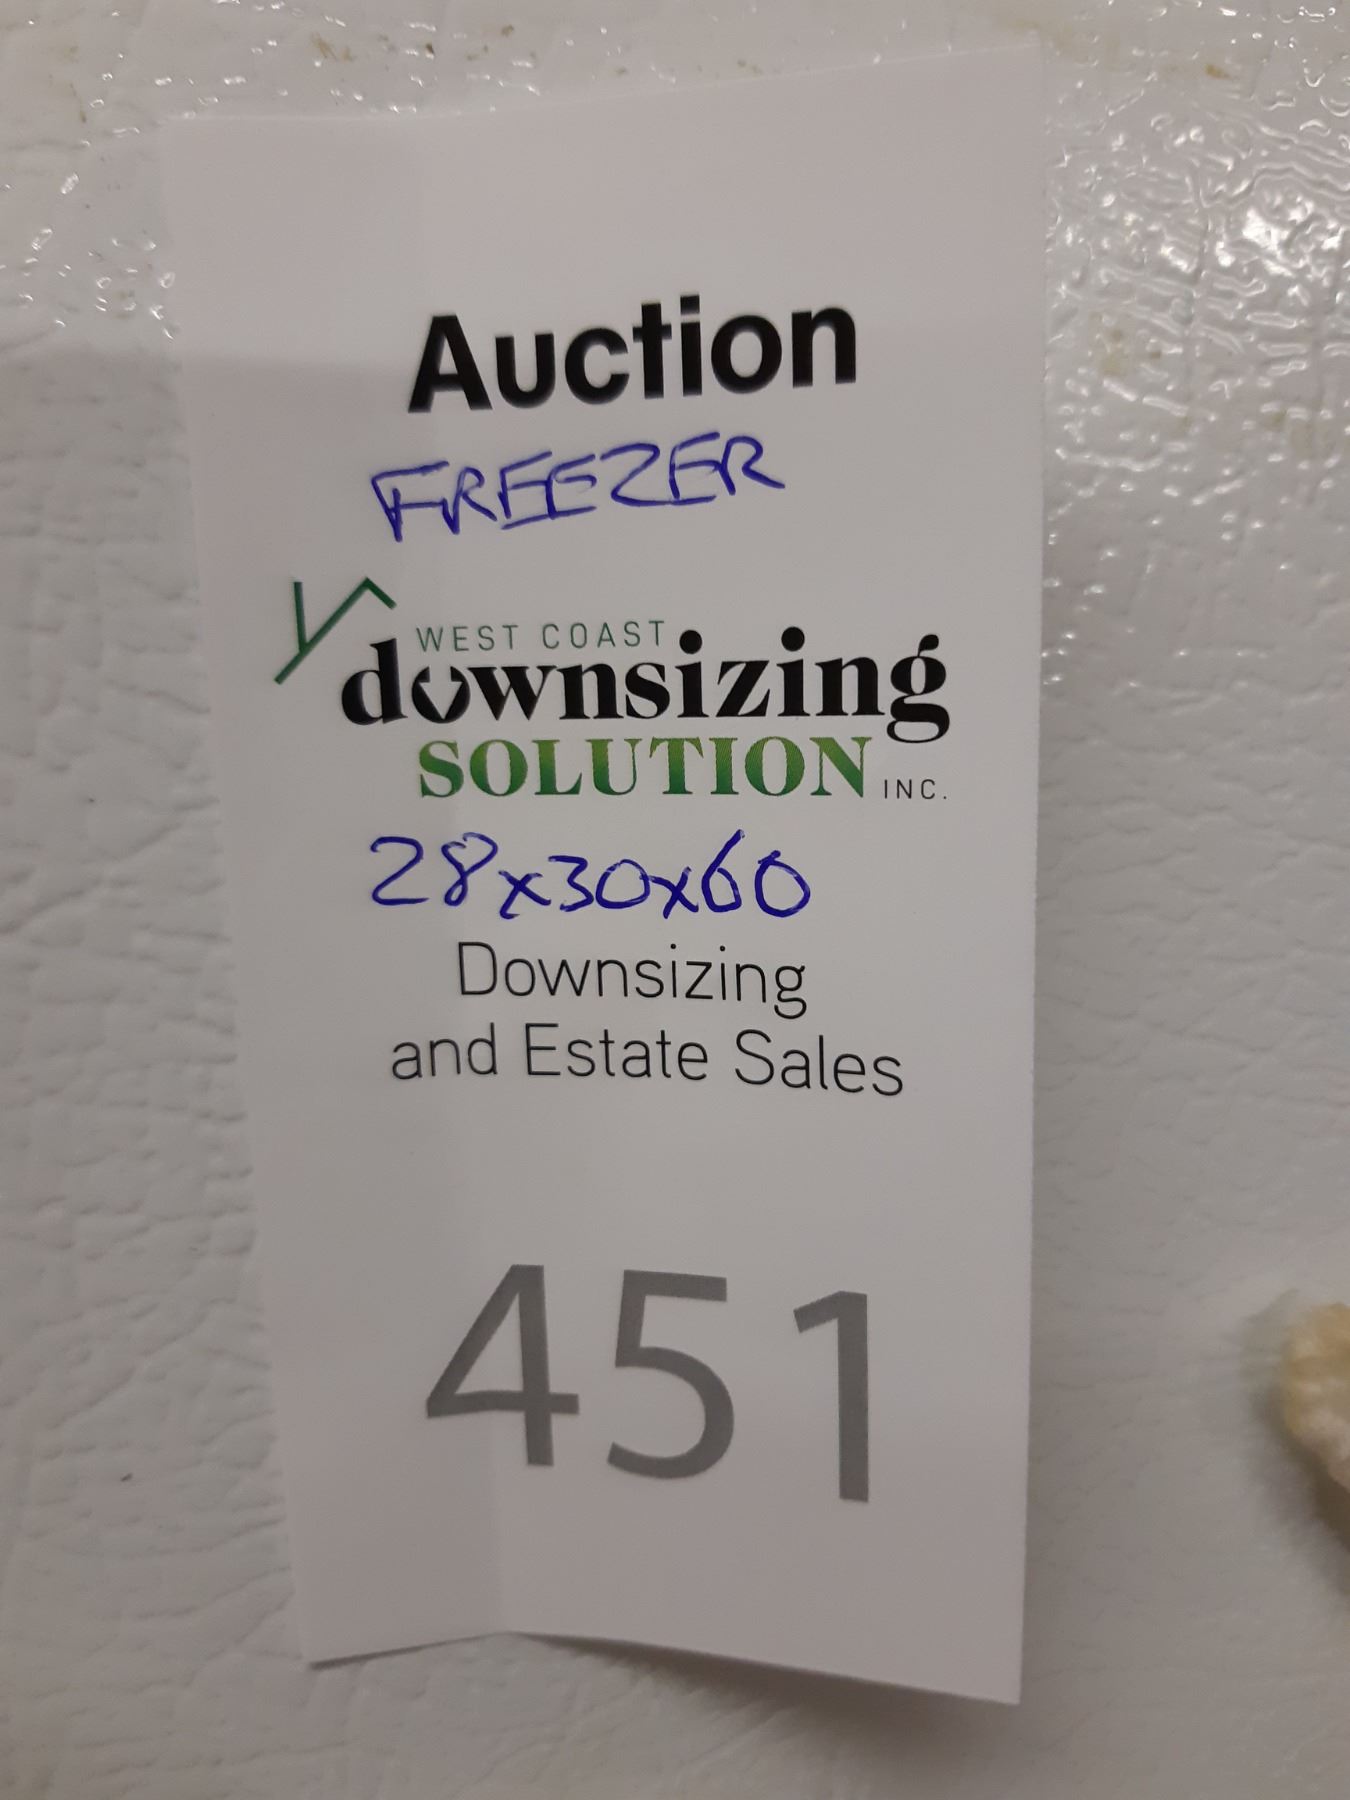 Auction
FREEZER
WEST COAST
downsizing
SOLUTION INC.
28x30x60
Downsizing
and Estate Sales
451